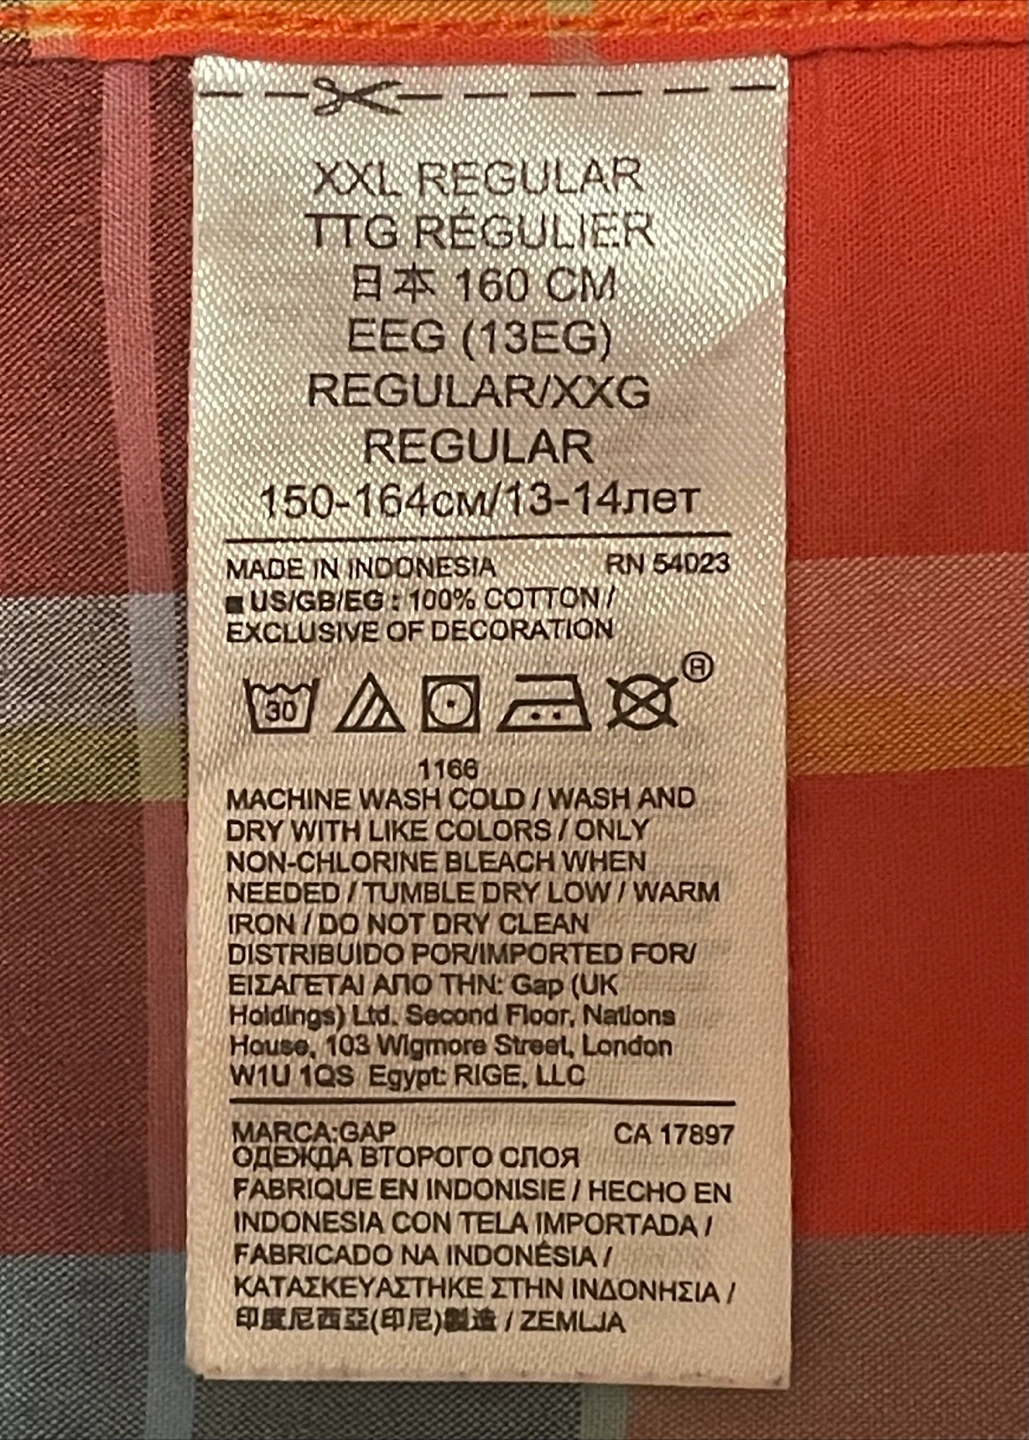 XXL REGULAR
TTG RÉGULIER
日本 160 CM
EEG (13EG)
REGULAR/XXG
REGULAR
150-164см/13-14лет
MADE IN INDONESIA RN 54023
■ US/GB/EG : 100% COTTON /
EXCLUSIVE OF DECORATION
30
®
1166
MACHINE WASH COLD / WASH AND
DRY WITH LIKE COLORS / ONLY
NON-CHLORINE BLEACH WHEN
NEEDED / TUMBLE DRY LOW / WARM
IRON / DO NOT DRY CLEAN
DISTRIBUIDO POR/IMPORTED FOR/
ΕΙΣΑΓΕΤΑΙ ΑΠΟ ΤΗΝ: Gap (UK
Holdings) Ltd. Second Floor, Nations
House, 103 Wigmore Street, London
W1U 1QS Egypt: RIGE, LLC
MARCA:GAP CA 17897
ОДЕЖДА ВТОРОГО СЛОЯ
FABRIQUE EN INDONISIE / HECHO EN
INDONESIA CON TELA IMPORTADA /
FABRICADO NA INDONÉSIA /
ΚΑΤΑΣΚΕΥΑΣΤΗΚΕ ΣΤΗΝ ΙΝΔΟΝΗΣΙΑ /
印度尼西亞(印尼)製造 / ZEMLJA